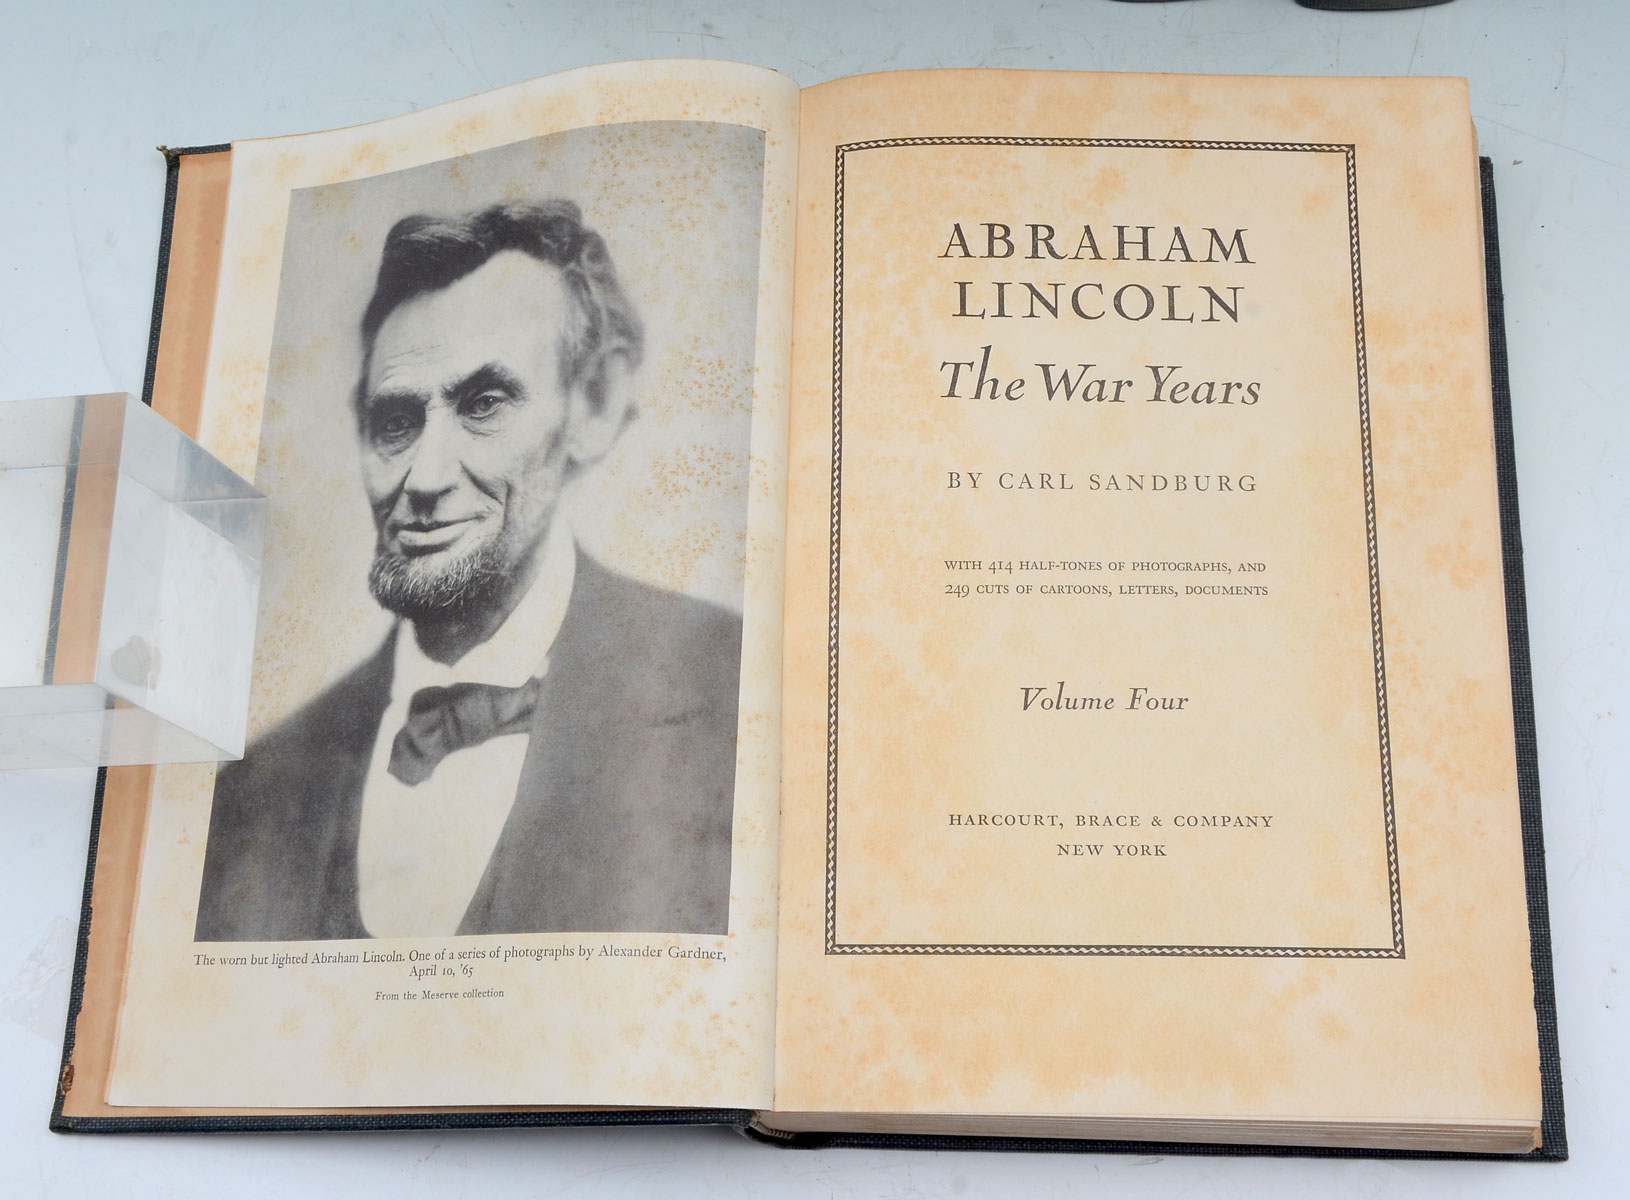 The worn but lighted Abraham Lincoln. One of a series of photographs by Alexander Gardner,
April 10, '65
From the Meserve collection
ABRAHAM
LINCOLN
The War Years
BY CARL SANDBURG
WITH 414 HALF-TONES OF PHOTOGRAPHS, AND
249 CUTS OF CARTOONS, LETTERS, DOCUMENTS
Volume Four
HARCOURT, BRACE & COMPANY
NEW YORK